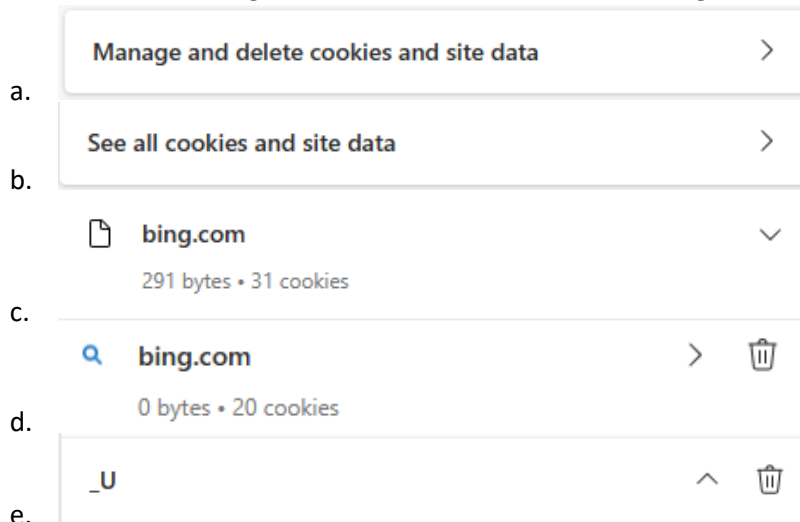 Manage and delete cookies and site data
a.
See all cookies and site data
b.
bing.com
291 bytes • 31 cookies
c.
bing.com
0 bytes • 20 cookies
d.
_U
e.